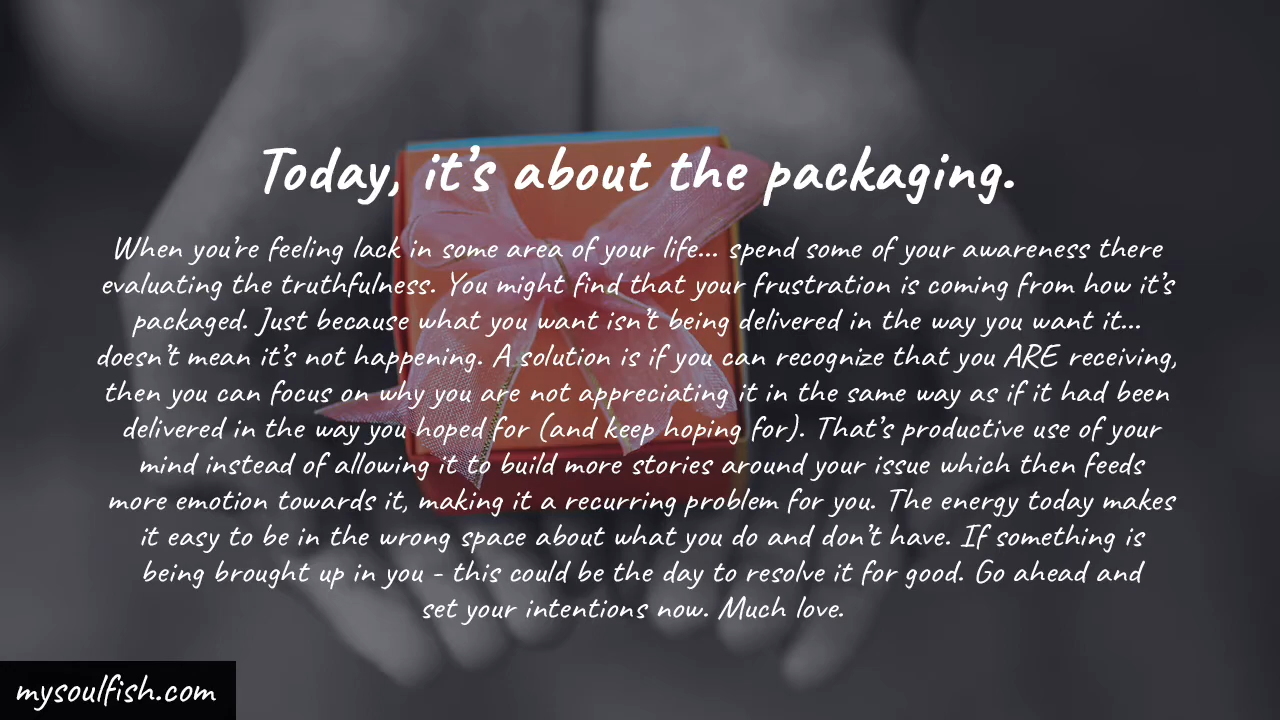 Today, it's about the packaging.
When you're feeling lack in some area of your life... spend some of your awareness there
evaluating the truthfulness. You might find that your frustration is coming from how it's
packaged. Just because what you want isn't being delivered in the way you want it...
doesn't mean it's not happening. A solution is if you can recognize that you ARE receiving,
then you can focus on why you are not appreciating it in the same way as if it had been
delivered in the way you hoped for (and keep hoping for). That's productive use of your
mind instead of allowing it to build more stories around your issue which then feeds
more emotion towards it, making it a recurring problem for you. The energy today makes
it easy to be in the wrong space about what you do and don't have. If something is
being brought up in you - this could be the day to resolve it for good. Go ahead and
set your intentions now. Much love.
mysoulfish.com